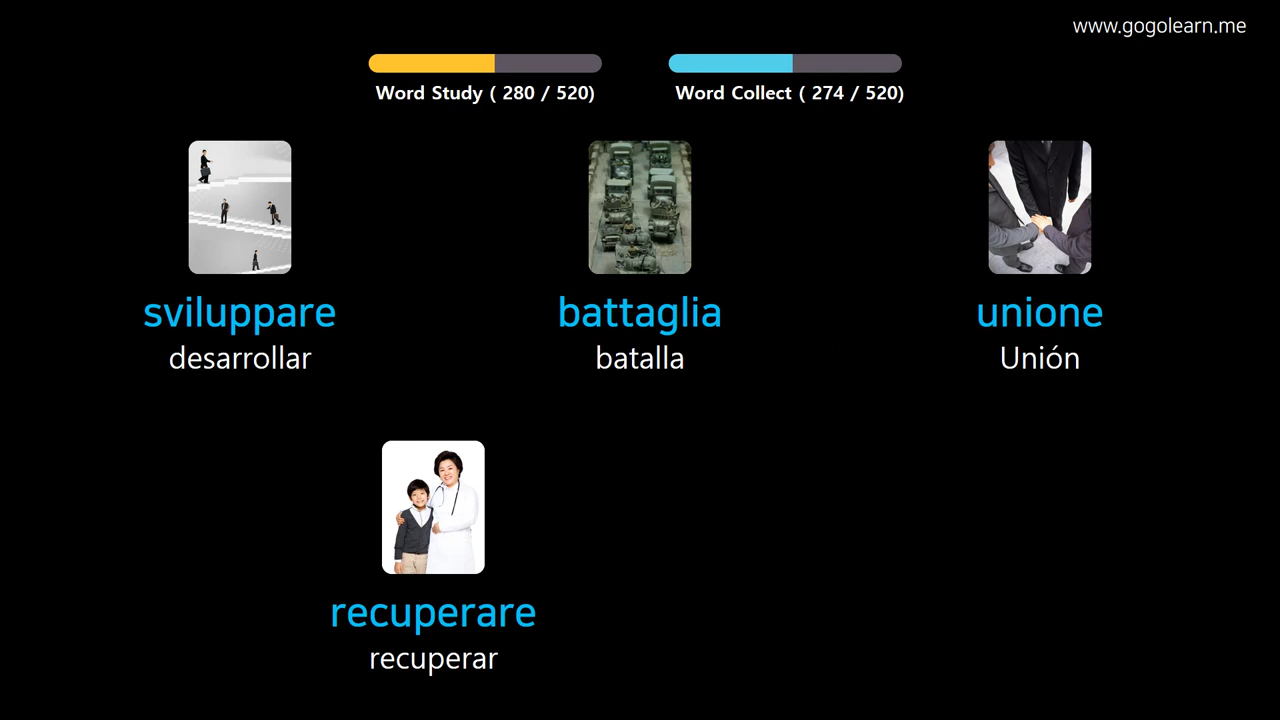 www.gogolearn.me
Word Study ( 280 / 520)
Word Collect ( 274 / 520)
sviluppare
desarrollar
battaglia
batalla
unione
Unión
recuperare
recuperar